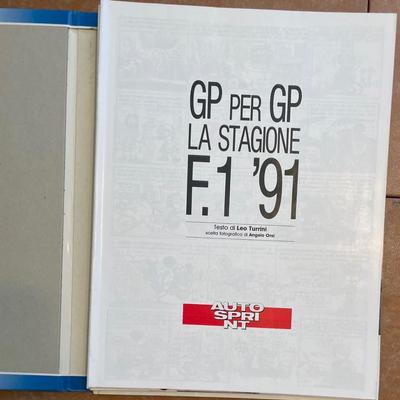 GP PER GP
LA STAGIONE
F.1 '91
Testo di Leo Turrini
scelta fotografica di Angelo Orsi
AUTO
SPRI
NT